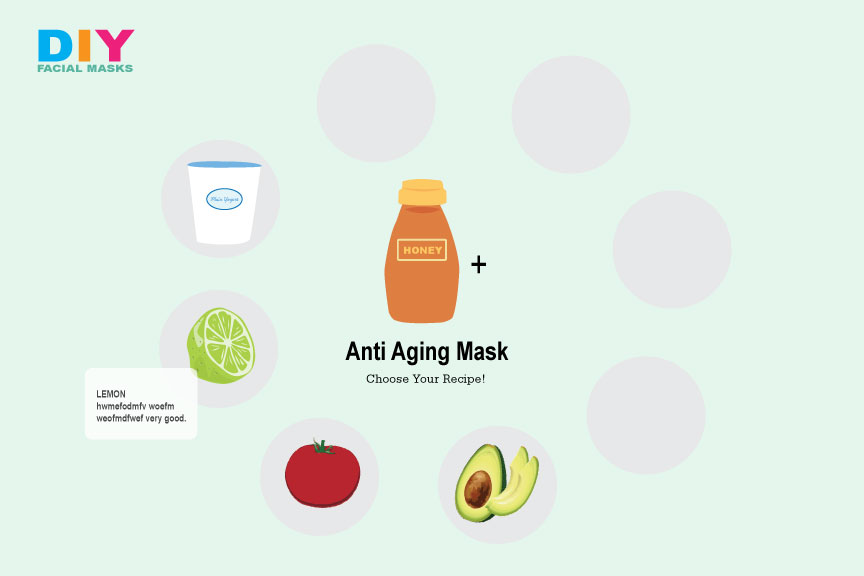 DIY
FACIAL MASKS
Plain Yogurt
HONEY
+
Anti Aging Mask
Choose Your Recipe!
LEMON
hwmefodmfv woefm
weofmdfwef very good.